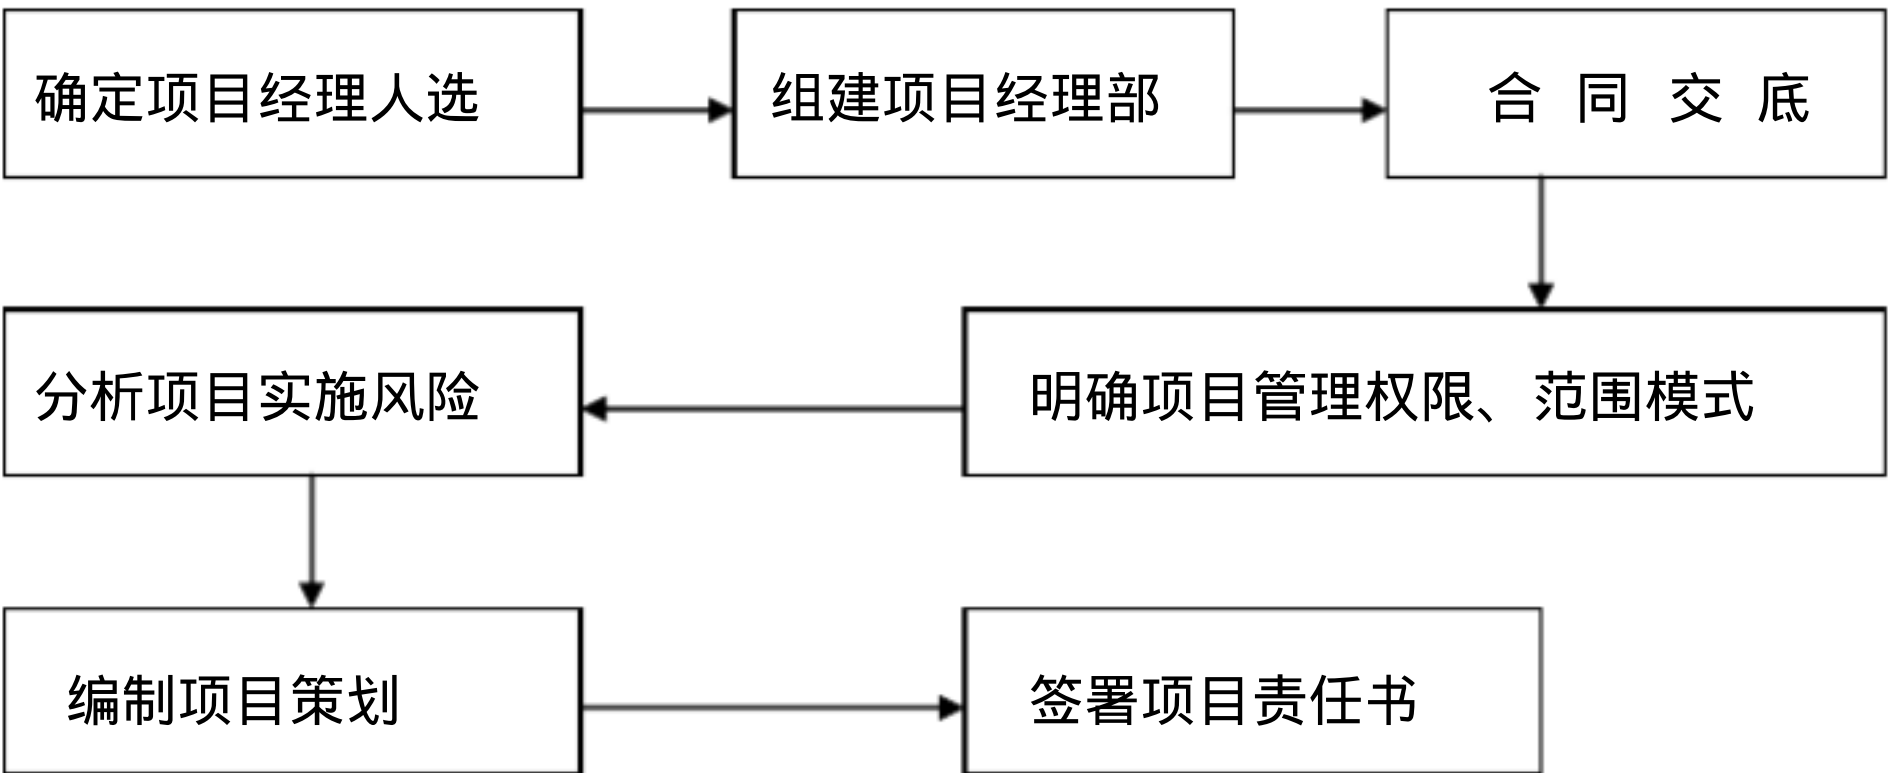 确定项目经理人选
组建项目经理部
合 同 交 底
明确项目管理权限、范围模式
分析项目实施风险
编制项目策划
签署项目责任书